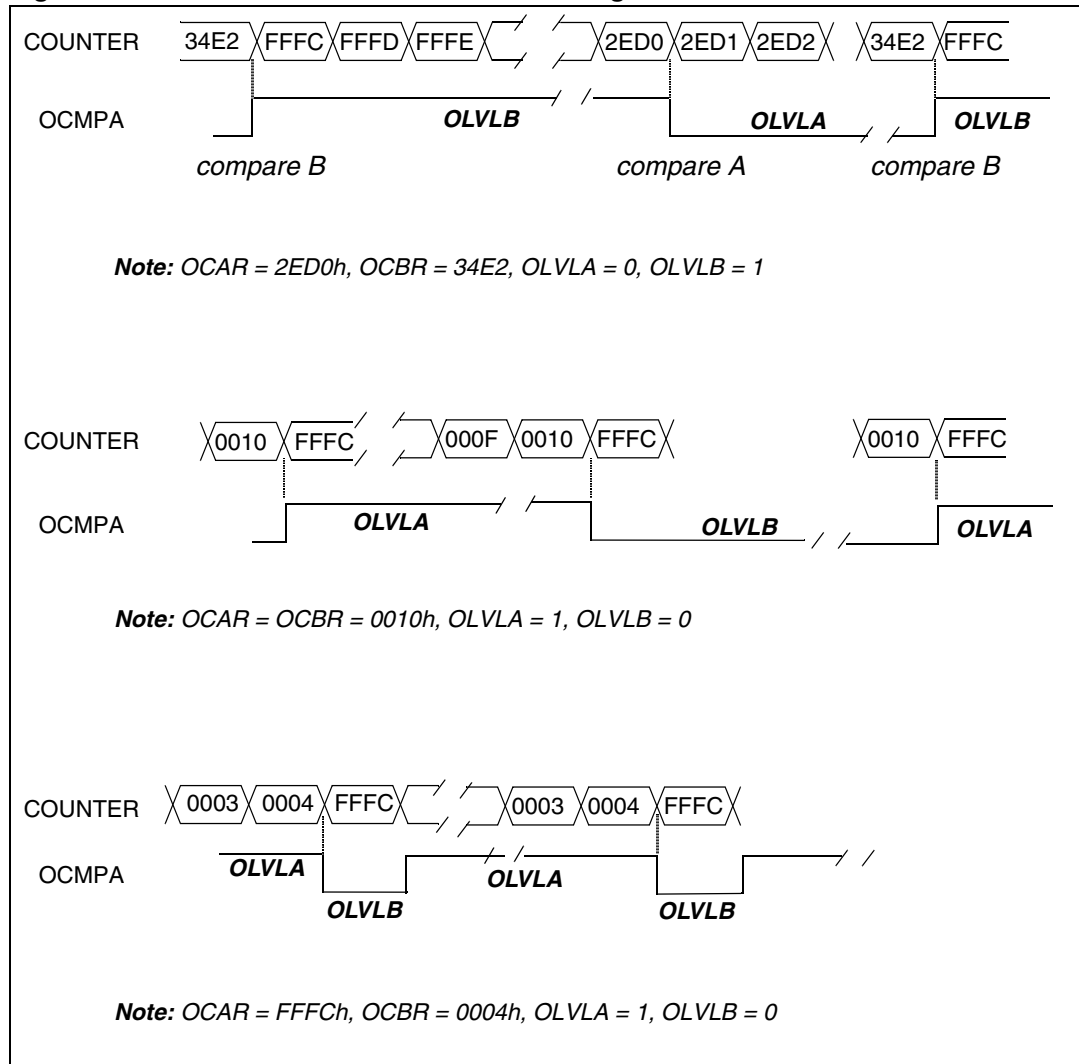 COUNTER 34E2 FFFC FFFD FFFE 2ED0 2ED1 2ED2 34E2 FFFC
OCMPA OLVLB OLVLA OLVLB
compare B compare A compare B
Note: OCAR = 2ED0h, OCBR = 34E2, OLVLA = 0, OLVLB = 1
COUNTER 0010 FFFC 000F 0010 FFFC 0010 FFFC
OCMPA OLVLA OLVLB OLVLA
Note: OCAR = OCBR = 0010h, OLVLA = 1, OLVLB = 0
COUNTER 0003 0004 FFFC 0003 0004 FFFC
OCMPA OLVLA OLVLA
OLVLB OLVLB
Note: OCAR = FFFCh, OCBR = 0004h, OLVLA = 1, OLVLB = 0